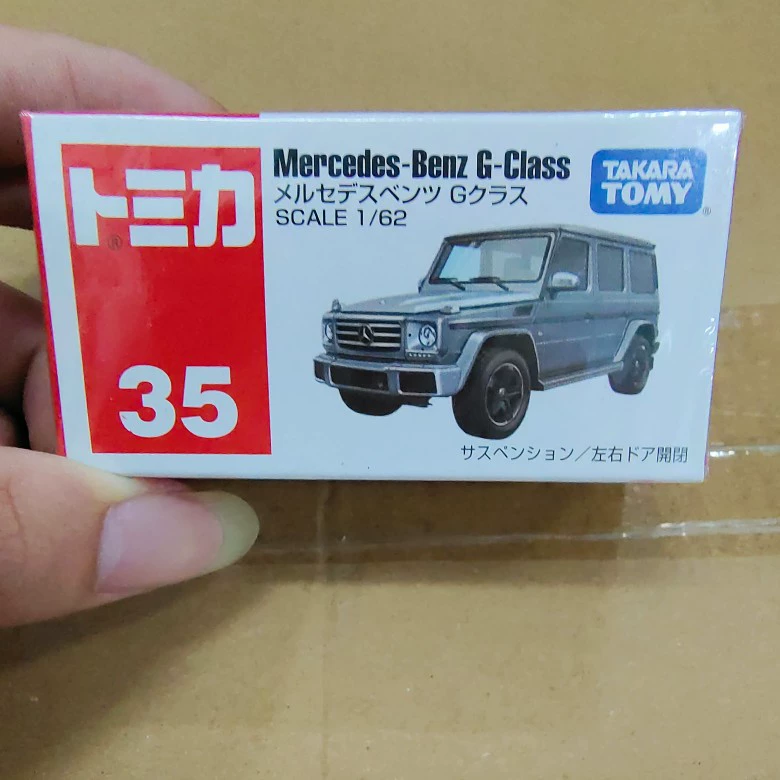 トミカ®
35
Mercedes-Benz G-Class
メルセデスベンツ Gクラス
SCALE 1/62
TAKARA
TOMY®
サスペンション/左右ドア開閉